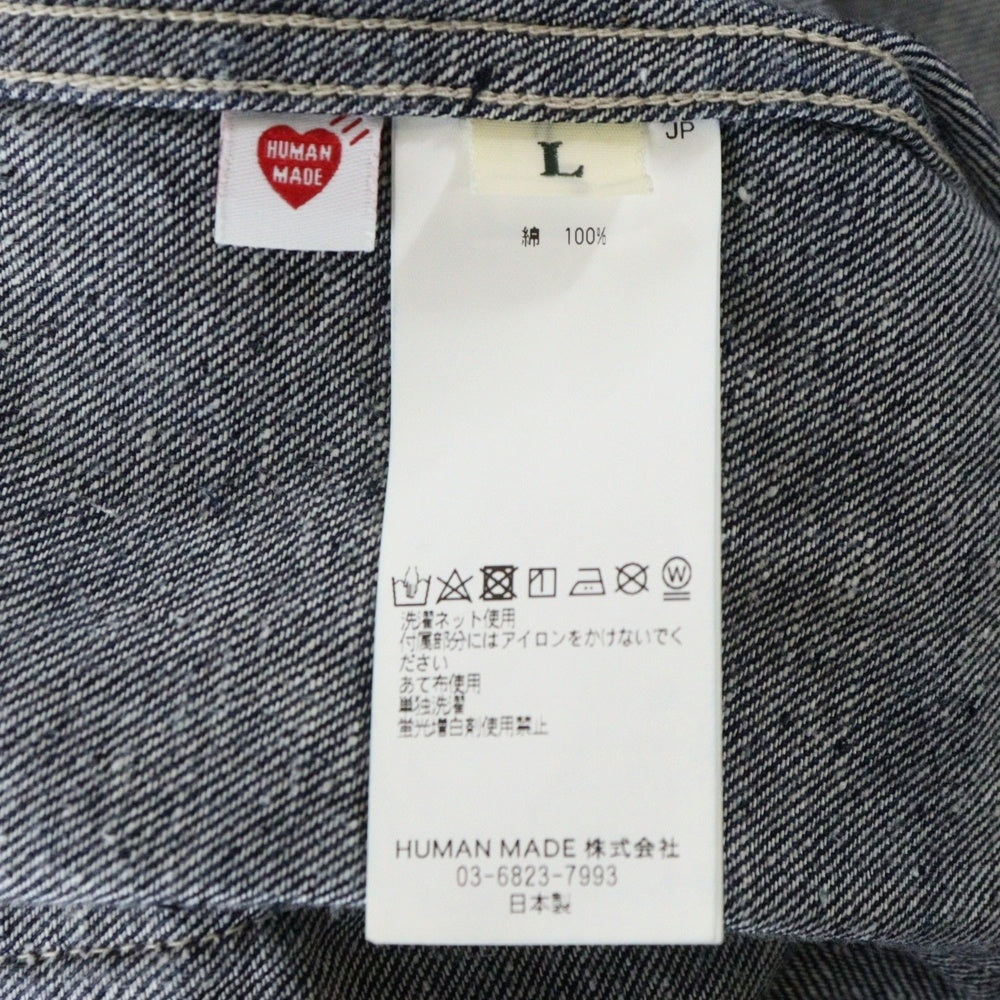 HUMAN
MADE
JP
L
綿 100%
W
洗濯ネット使用
付属部分にはアイロンをかけないでく
ださい
あて布使用
単独洗濯
蛍光増白剤使用禁止
HUMAN MADE 株式会社
03-6823-7993
日本製